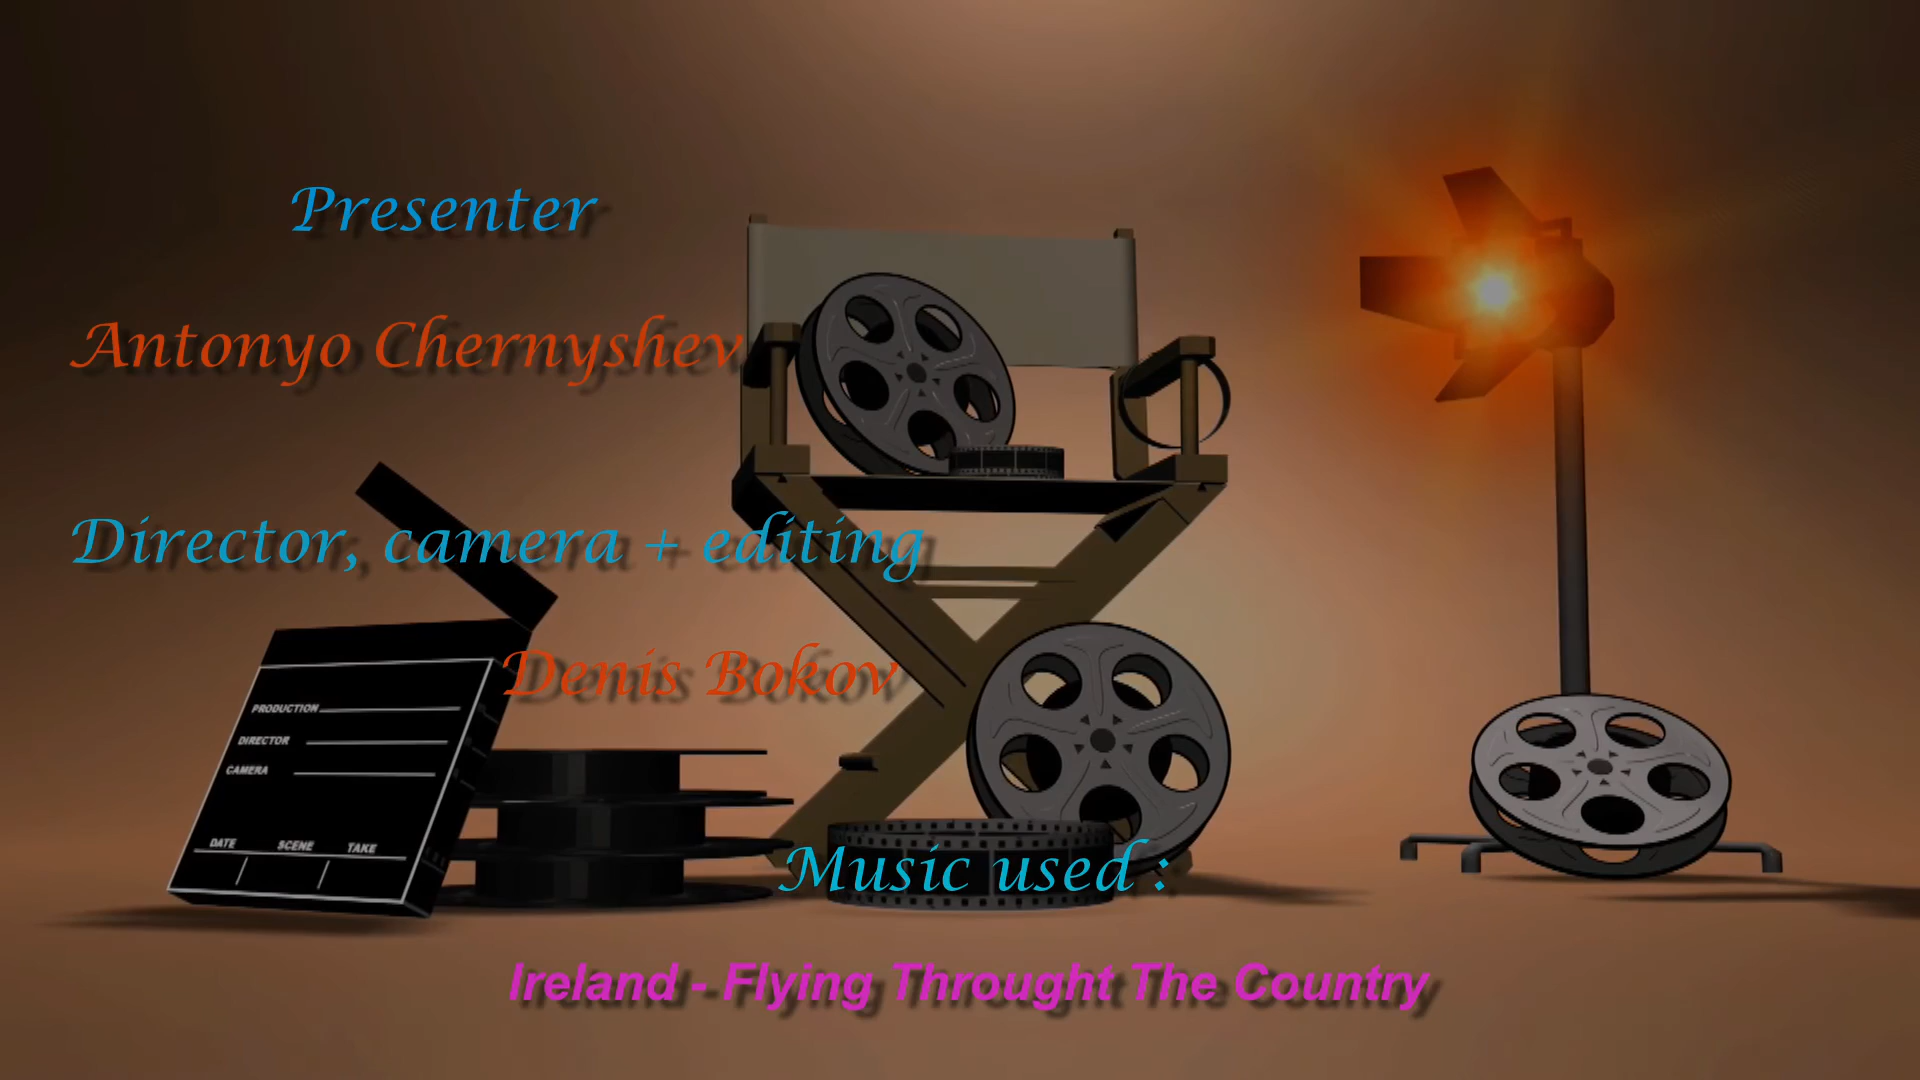 Presenter
Antonyo Chernyshev
Director, camera + editing
Denis Bokov
PRODUCTION
DIRECTOR
CAMERA
DATE SCENE TAKE
Music used :
Ireland - Flying Throught The Country